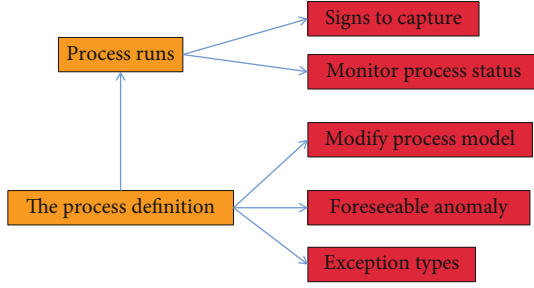 Signs to capture
Process runs
Monitor process status
Modify process model
The process definition
Foreseeable anomaly
Exception types